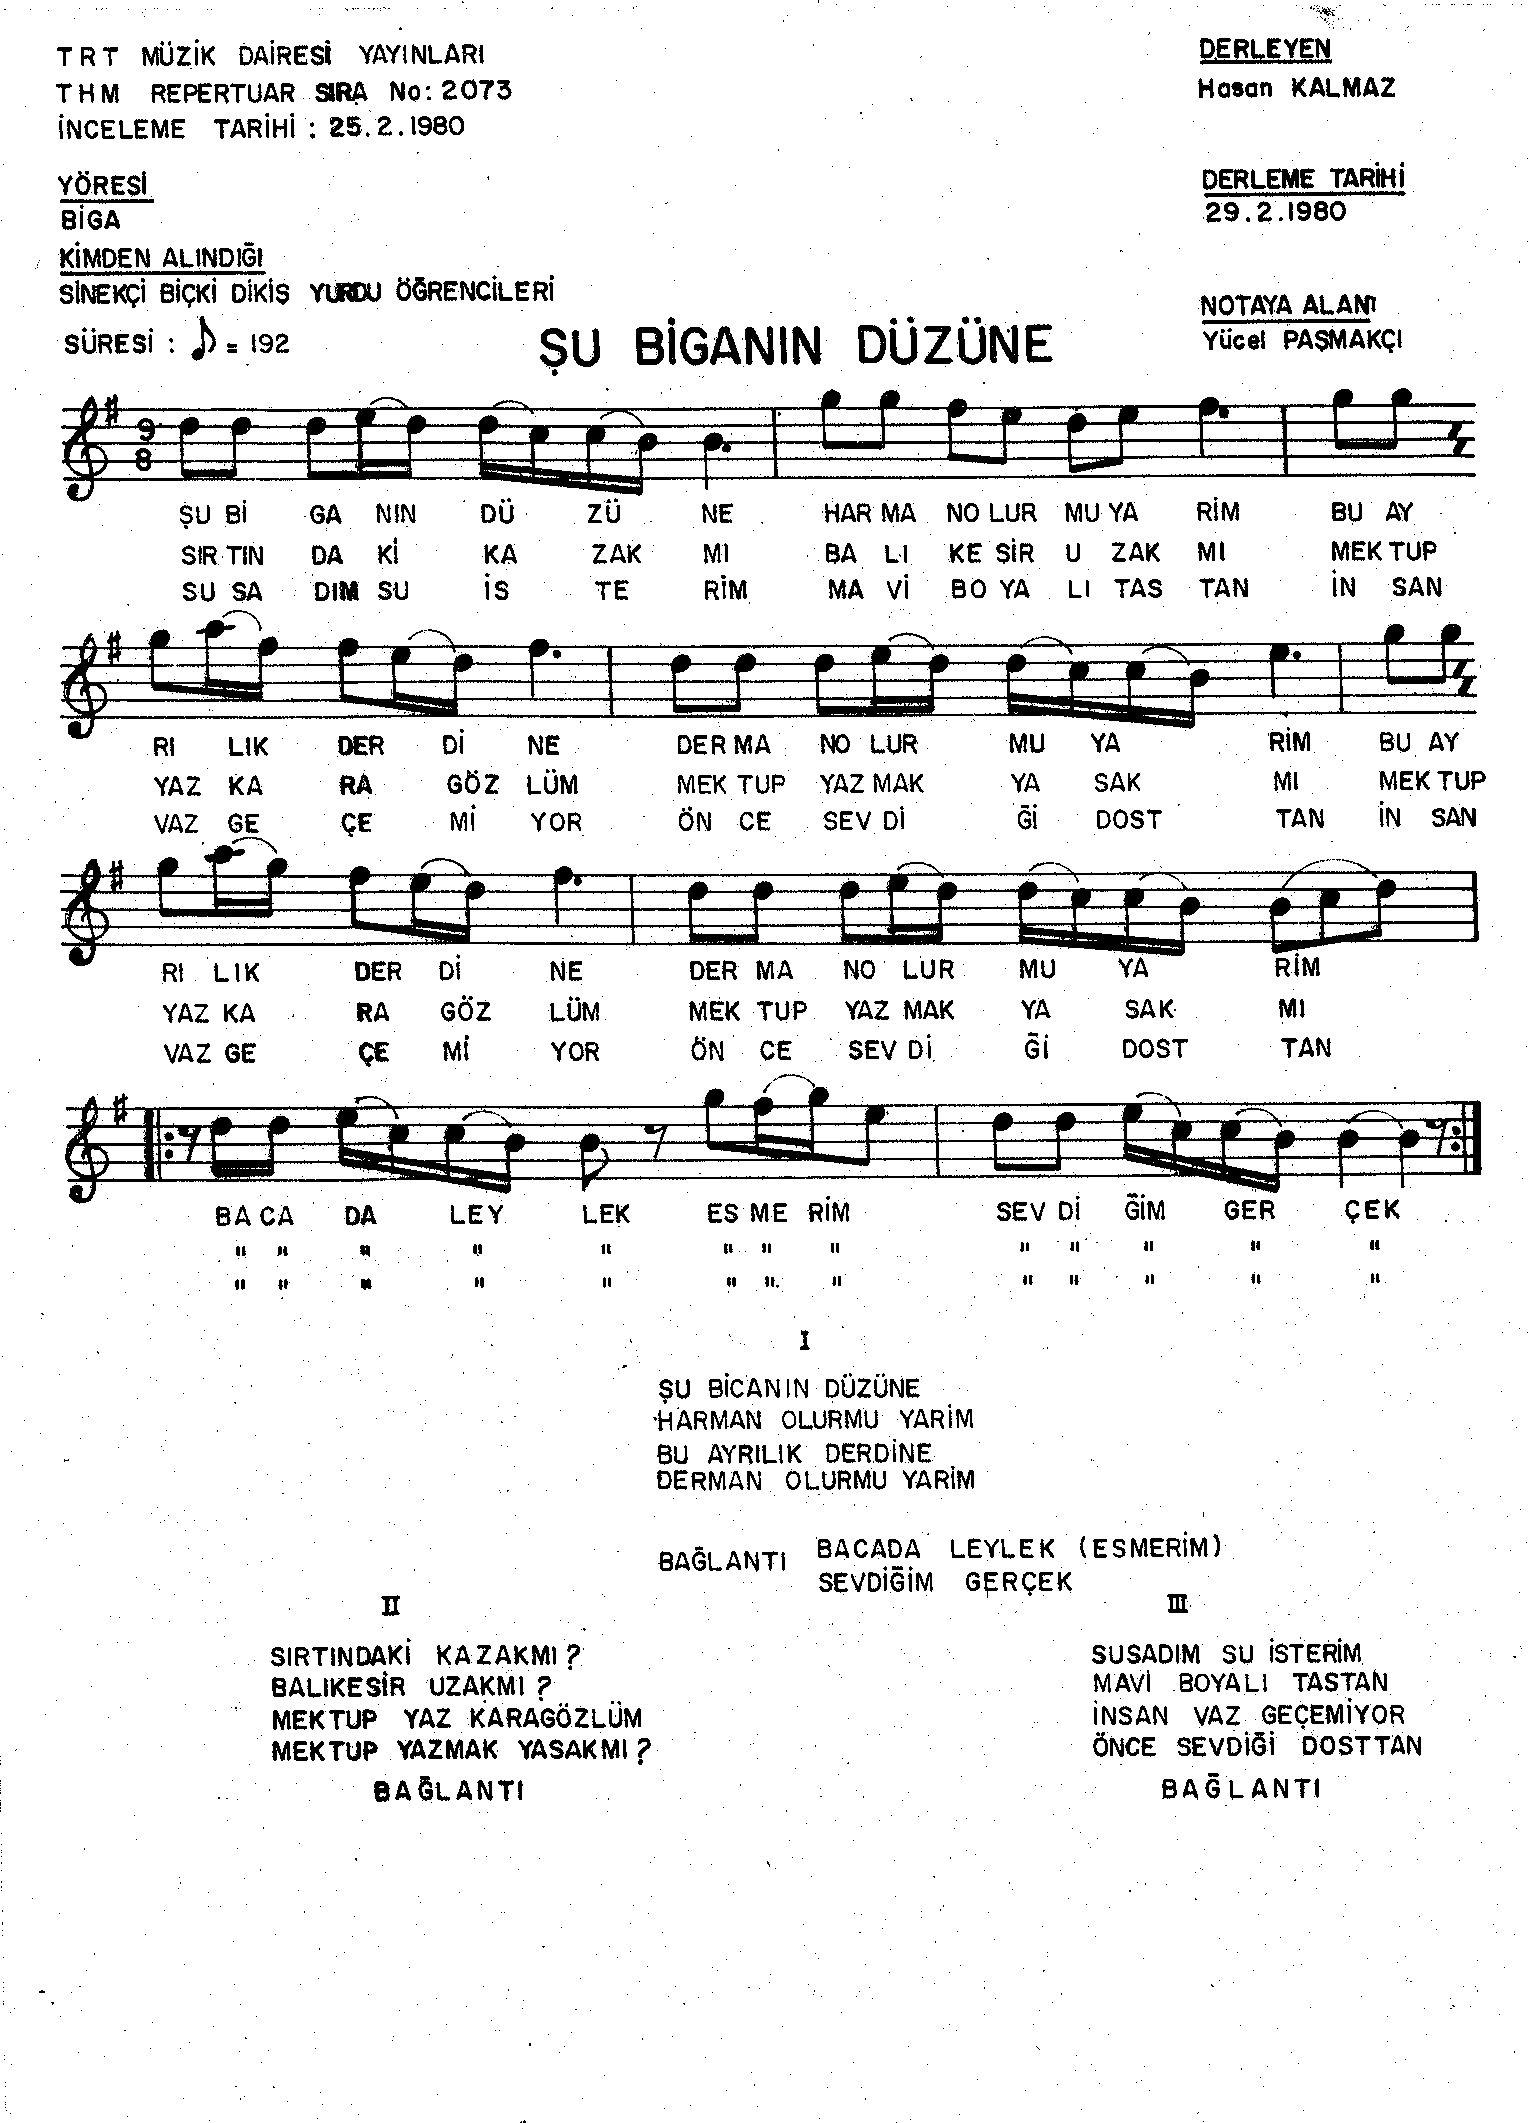 TRT MÜZİK DAİRESİ YAYINLARI
THM REPERTUAR SIRA No: 2073
İNCELEME TARİHİ : 25.2.1980
DERLEYEN
Hasan KALMAZ
YÖRESİ
BİGA
DERLEME TARİHİ
29.2.1980
KİMDEN ALINDIĞI
SİNEKÇİ BİÇKİ DİKİŞ YURDU ÖĞRENCİLERİ
NOTAYA ALAN
Yücel PAŞMAKÇI
SÜRESİ : ♪ = 192
ŞU BİGANIN DÜZÜNE
9
8
ŞU Bİ GA NIN DÜ ZÜ NE HAR MA NO LUR MU YA RİM BU AY
SIR TIN DA Kİ KA ZAK MI BA LI KE SİR U ZAK MI MEK TUP
SU SA DIM SU İS TE RİM MA Vİ BO YA LI TAS TAN İN SAN
RI LIK DER Dİ NE DER MA NO LUR MU YA RİM BU AY
YAZ KA RA GÖZ LÜM MEK TUP YAZ MAK YA SAK MI MEK TUP
VAZ GE ÇE Mİ YOR ÖN CE SEV Dİ Ğİ DOST TAN İN SAN
RI LIK DER Dİ NE DER MA NO LUR MU YA RİM
YAZ KA RA GÖZ LÜM MEK TUP YAZ MAK YA SAK MI
VAZ GE ÇE Mİ YOR ÖN CE SEV Dİ Ğİ DOST TAN
BA CA DA LEY LEK ES ME RİM SEV Dİ ĞİM GER ÇEK
" " " " " " " " " " " " "
" " " " " " " " " " " " "
I
ŞU BİCANIN DÜZÜNE
HARMAN OLURMU YARİM
BU AYRILIK DERDİNE
DERMAN OLURMU YARİM
BAĞLANTI BACADA LEYLEK (ESMERİM)
SEVDİĞİM GERÇEK
II
SIRTINDAKİ KAZAKMI?
BALIKESİR UZAKMI?
MEKTUP YAZ KARAGÖZLÜM
MEKTUP YAZMAK YASAKMI?
BAĞLANTI
III
SUSADIM SU İSTERİM
MAVİ BOYALI TASTAN
İNSAN VAZ GEÇEMİYOR
ÖNCE SEVDİĞİ DOSTTAN
BAĞLANTI